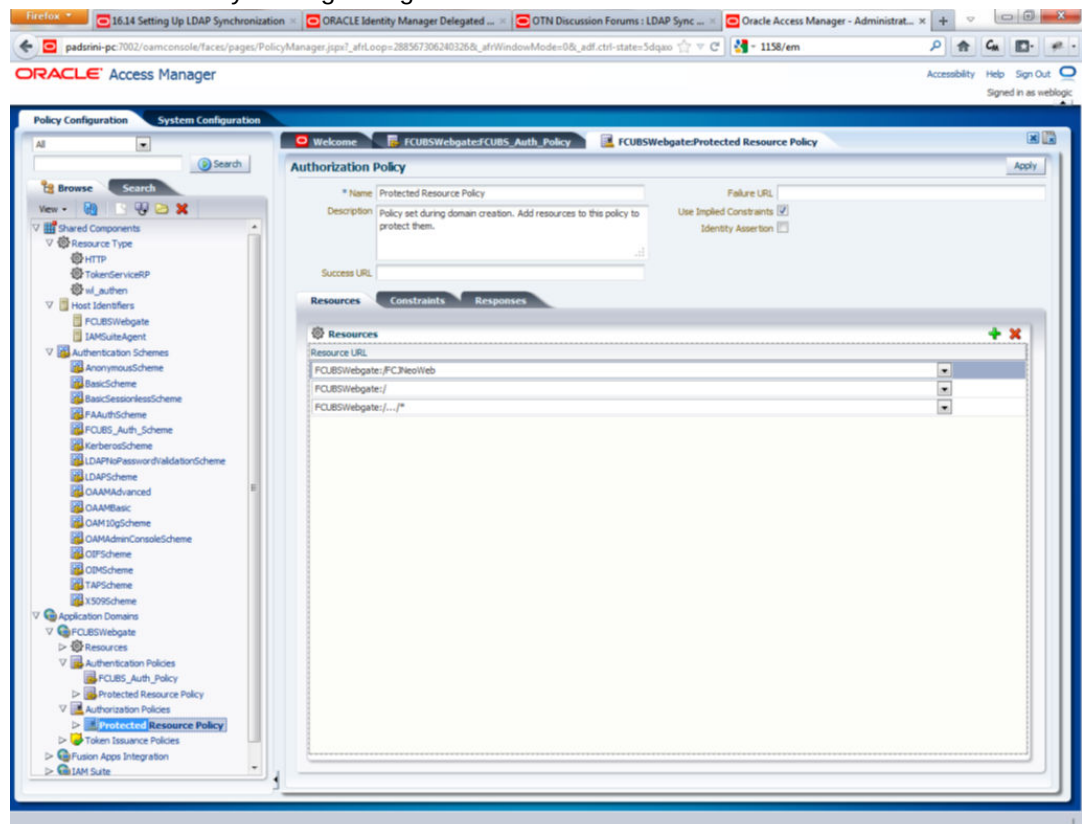 Firefox
16.14 Setting Up LDAP Synchronization
ORACLE Identity Manager Delegated ...
OTN Discussion Forums : LDAP Sync ...
Oracle Access Manager - Administrat...
padsrini-pc:7002/oamconsole/faces/pages/PolicyManager.jspx?_afrLoop=288567306240326&_afrWindowMode=0&_adf.ctrl-state=5dqaxo
1158/em
ORACLE Access Manager
Accessibility Help Sign Out
Signed in as weblogic
Policy Configuration System Configuration
All
Search
Browse Search
View
Shared Components
Resource Type
HTTP
TokenServiceRP
wl_authen
Host Identifiers
FCUBSWebgate
IAMSuiteAgent
Authentication Schemes
AnonymousScheme
BasicScheme
BasicSessionlessScheme
FAAuthScheme
FCUBS_Auth_Scheme
KerberosScheme
LDAPNoPasswordValidationScheme
LDAPScheme
OAAMAdvanced
OAAMBasic
OAM10gScheme
OAMAdminConsoleScheme
OIFScheme
OIMScheme
TAPScheme
X509Scheme
Application Domains
FCUBSWebgate
Resources
Authentication Policies
FCUBS_Auth_Policy
Protected Resource Policy
Authorization Policies
Protected Resource Policy
Token Issuance Policies
Fusion Apps Integration
IAM Suite
Welcome FCUBSWebgate:FCUBS_Auth_Policy FCUBSWebgate:Protected Resource Policy
Authorization Policy Apply
* Name Protected Resource Policy
Description Policy set during domain creation. Add resources to this policy to
protect them.
Success URL
Failure URL
Use Implied Constraints
Identity Assertion
Resources Constraints Responses
Resources
Resource URL
FCUBSWebgate:/FCJNeoWeb
FCUBSWebgate:/
FCUBSWebgate:/.../*